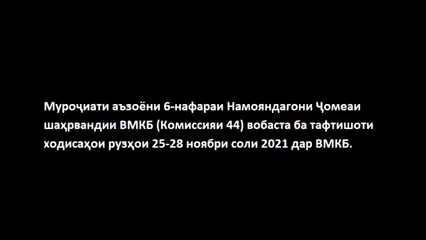 Муроҷиати аъзоёни 6-нафараи Намояндагони Ҷомеаи
шаҳрвандии ВМКБ (Комиссияи 44) вобаста ба тафтишоти
ходисаҳои рузҳои 25-28 ноябри соли 2021 дар ВМКБ.